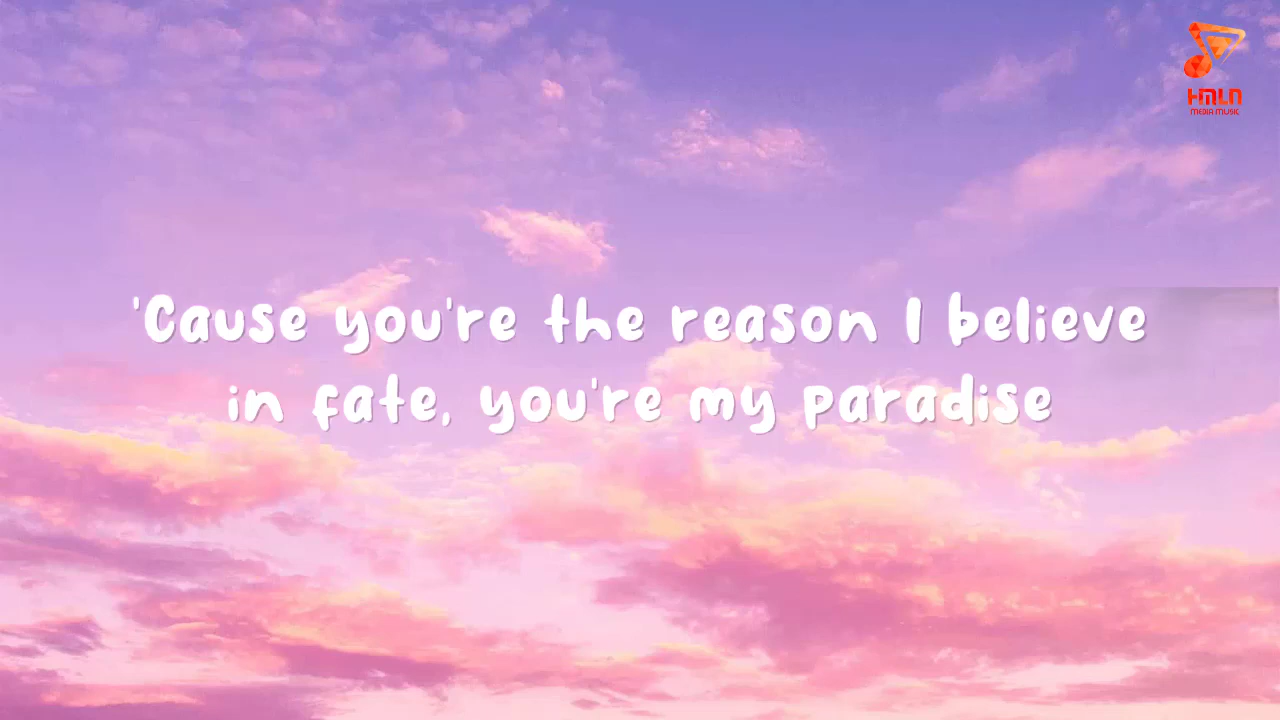 HMLN
MEDIA MUSIC
'Cause you're the reason I believe
in fate, you're my paradise